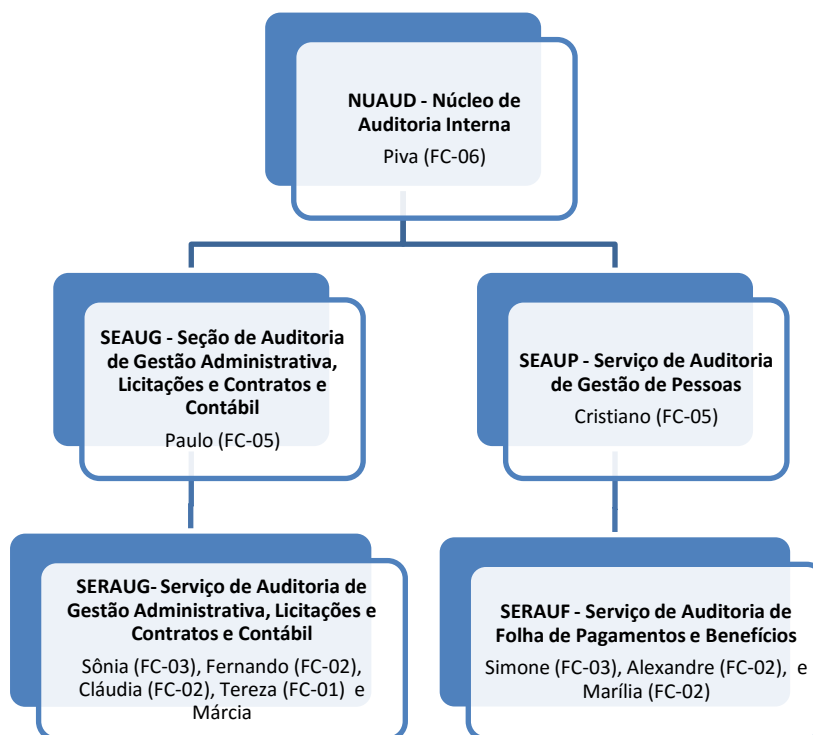 NUAUD - Núcleo de
Auditoria Interna
Piva (FC-06)
SEAUG - Seção de Auditoria
de Gestão Administrativa,
Licitações e Contratos e
Contábil
Paulo (FC-05)
SEAUP - Serviço de Auditoria
de Gestão de Pessoas
Cristiano (FC-05)
SERAUG- Serviço de Auditoria de
Gestão Administrativa, Licitações e
Contratos e Contábil
Sônia (FC-03), Fernando (FC-02),
Cláudia (FC-02), Tereza (FC-01) e
Márcia
SERAUF - Serviço de Auditoria de
Folha de Pagamentos e Benefícios
Simone (FC-03), Alexandre (FC-02), e
Marília (FC-02)